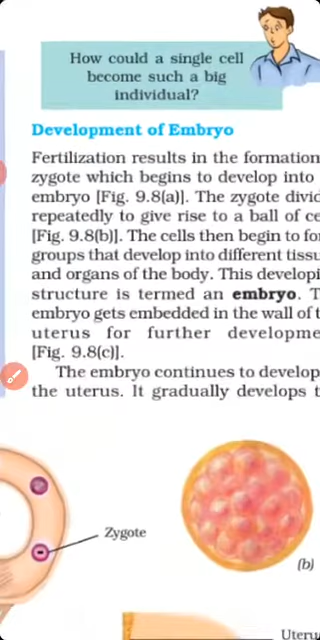 How could a single cell
become such a big
individual?
Development of Embryo
Fertilization results in the formation
zygote which begins to develop into
embryo [Fig. 9.8(a)]. The zygote divid
repeatedly to give rise to a ball of ce
[Fig. 9.8(b)]. The cells then begin to fo
groups that develop into different tissu
and organs of the body. This developi
structure is termed an embryo. T
embryo gets embedded in the wall of t
uterus for further developme
[Fig. 9.8(c)].
The embryo continues to develop
the uterus. It gradually develops t
Zygote
(b)
Uteru